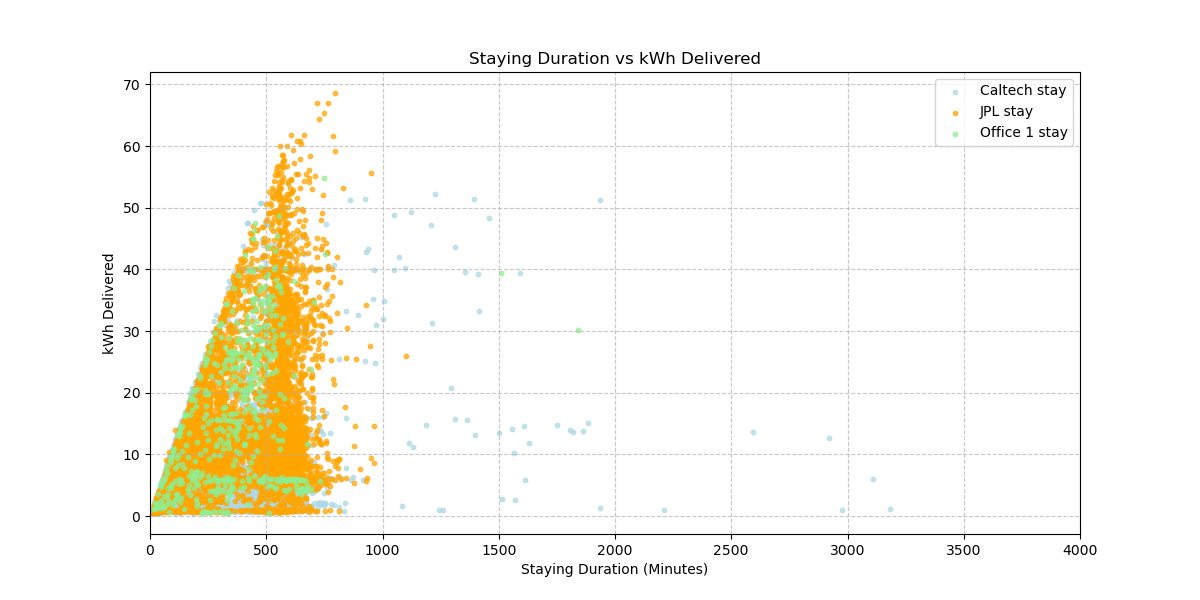 Staying Duration vs kWh Delivered
kWh Delivered
70
60
50
40
30
20
10
0
Caltech stay
JPL stay
Office 1 stay
0 500 1000 1500 2000 2500 3000 3500 4000
Staying Duration (Minutes)